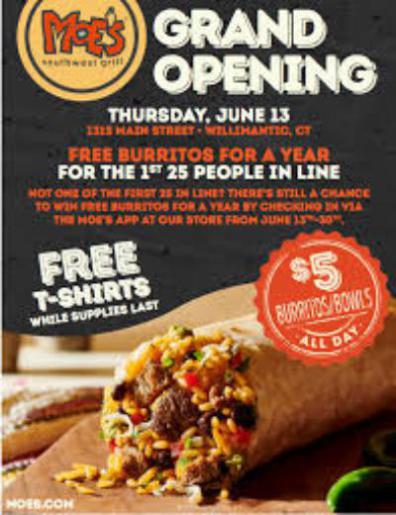 MOE'S
southwest grill
GRAND
OPENING
THURSDAY, JUNE 13
1315 MAIN STREET - WILLIMANTIC, CT
FREE BURRITOS FOR A YEAR
FOR THE 1ST 25 PEOPLE IN LINE
NOT ONE OF THE FIRST 25 IN LINE? THERE'S STILL A CHANCE
TO WIN FREE BURRITOS FOR A YEAR BY CHECKING IN VIA
THE MOE'S APP AT OUR STORE FROM JUNE 13TH-30TH.
FREE
T-SHIRTS
WHILE SUPPLIES LAST
$5
BURRITOS/BOWLS
ALL DAY
MOES.COM